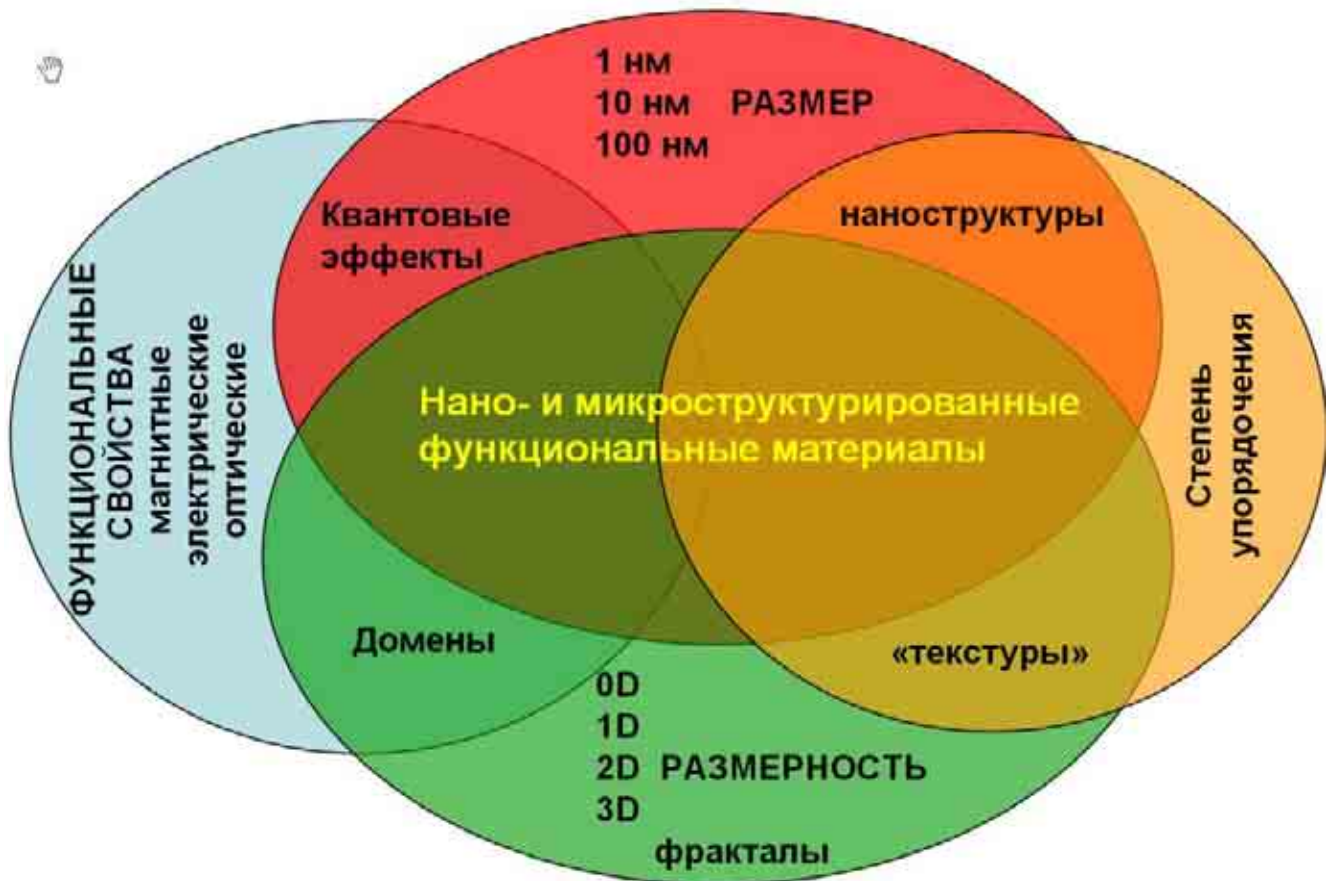 1 нм
10 нм РАЗМЕР
100 нм
Квантовые
эффекты
наноструктуры
ФУНКЦИОНАЛЬНЫЕ
СВОЙСТВА
магнитные
электрические
оптические
Нано- и микроструктурированные
функциональные материалы
Степень
упорядочения
Домены
«текстуры»
0D
1D
2D РАЗМЕРНОСТЬ
3D
фракталы